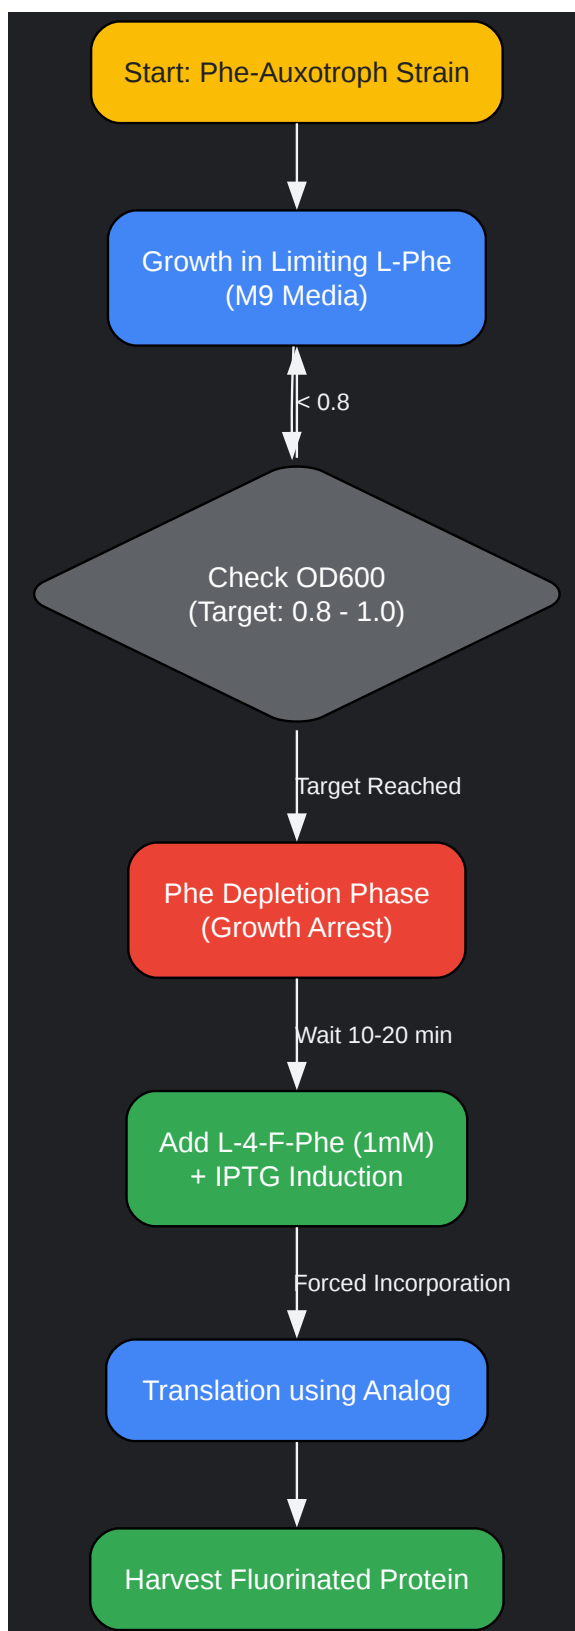 Start: Phe-Auxotroph Strain
Growth in Limiting L-Phe
(M9 Media)
< 0.8
Check OD600
(Target: 0.8 - 1.0)
Target Reached
Phe Depletion Phase
(Growth Arrest)
Wait 10-20 min
Add L-4-F-Phe (1mM)
+ IPTG Induction
Forced Incorporation
Translation using Analog
Harvest Fluorinated Protein